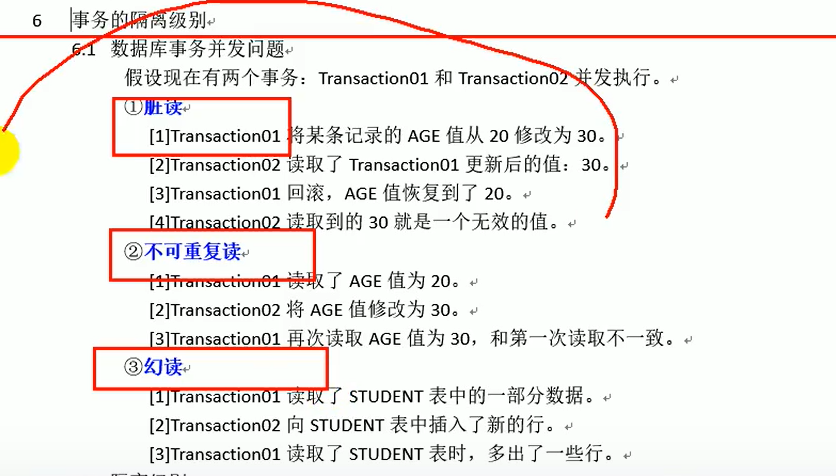 6 事务的隔离级别
6.1 数据库事务并发问题
假设现在有两个事务：Transaction01 和 Transaction02 并发执行。
①脏读
[1]Transaction01 将某条记录的 AGE 值从 20 修改为 30。
[2]Transaction02 读取了 Transaction01 更新后的值：30。
[3]Transaction01 回滚，AGE 值恢复到了 20。
[4]Transaction02 读取到的 30 就是一个无效的值。
②不可重复读
[1]Transaction01 读取了 AGE 值为 20。
[2]Transaction02 将 AGE 值修改为 30。
[3]Transaction01 再次读取 AGE 值为 30，和第一次读取不一致。
③幻读
[1]Transaction01 读取了 STUDENT 表中的一部分数据。
[2]Transaction02 向 STUDENT 表中插入了新的行。
[3]Transaction01 读取了 STUDENT 表时，多出了一些行。